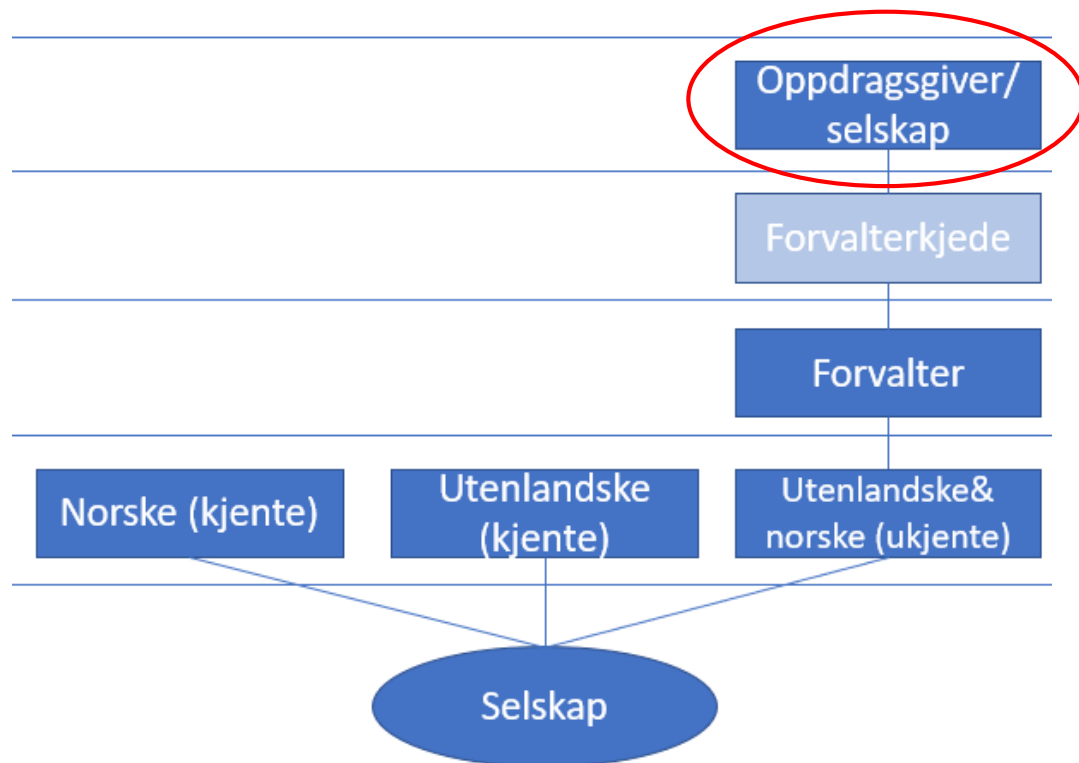 Oppdragsgiver/
selskap
Forvalterkjede
Forvalter
Norske (kjente)
Utenlandske
(kjente)
Utenlandske&
norske (ukjente)
Selskap